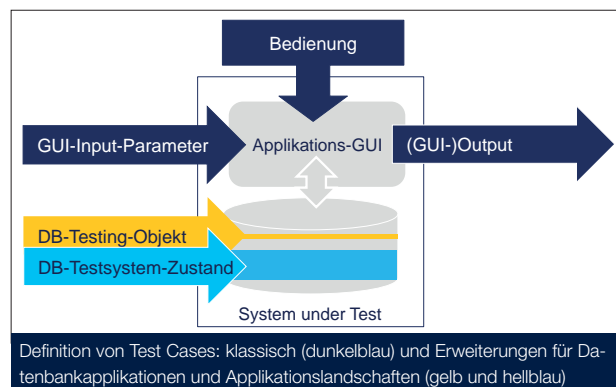 Bedienung
GUI-Input-Parameter
Applikations-GUI
(GUI-)Output
DB-Testing-Objekt
DB-Testsystem-Zustand
System under Test
Definition von Test Cases: klassisch (dunkelblau) und Erweiterungen für Da-
tenbankapplikationen und Applikationslandschaften (gelb und hellblau)